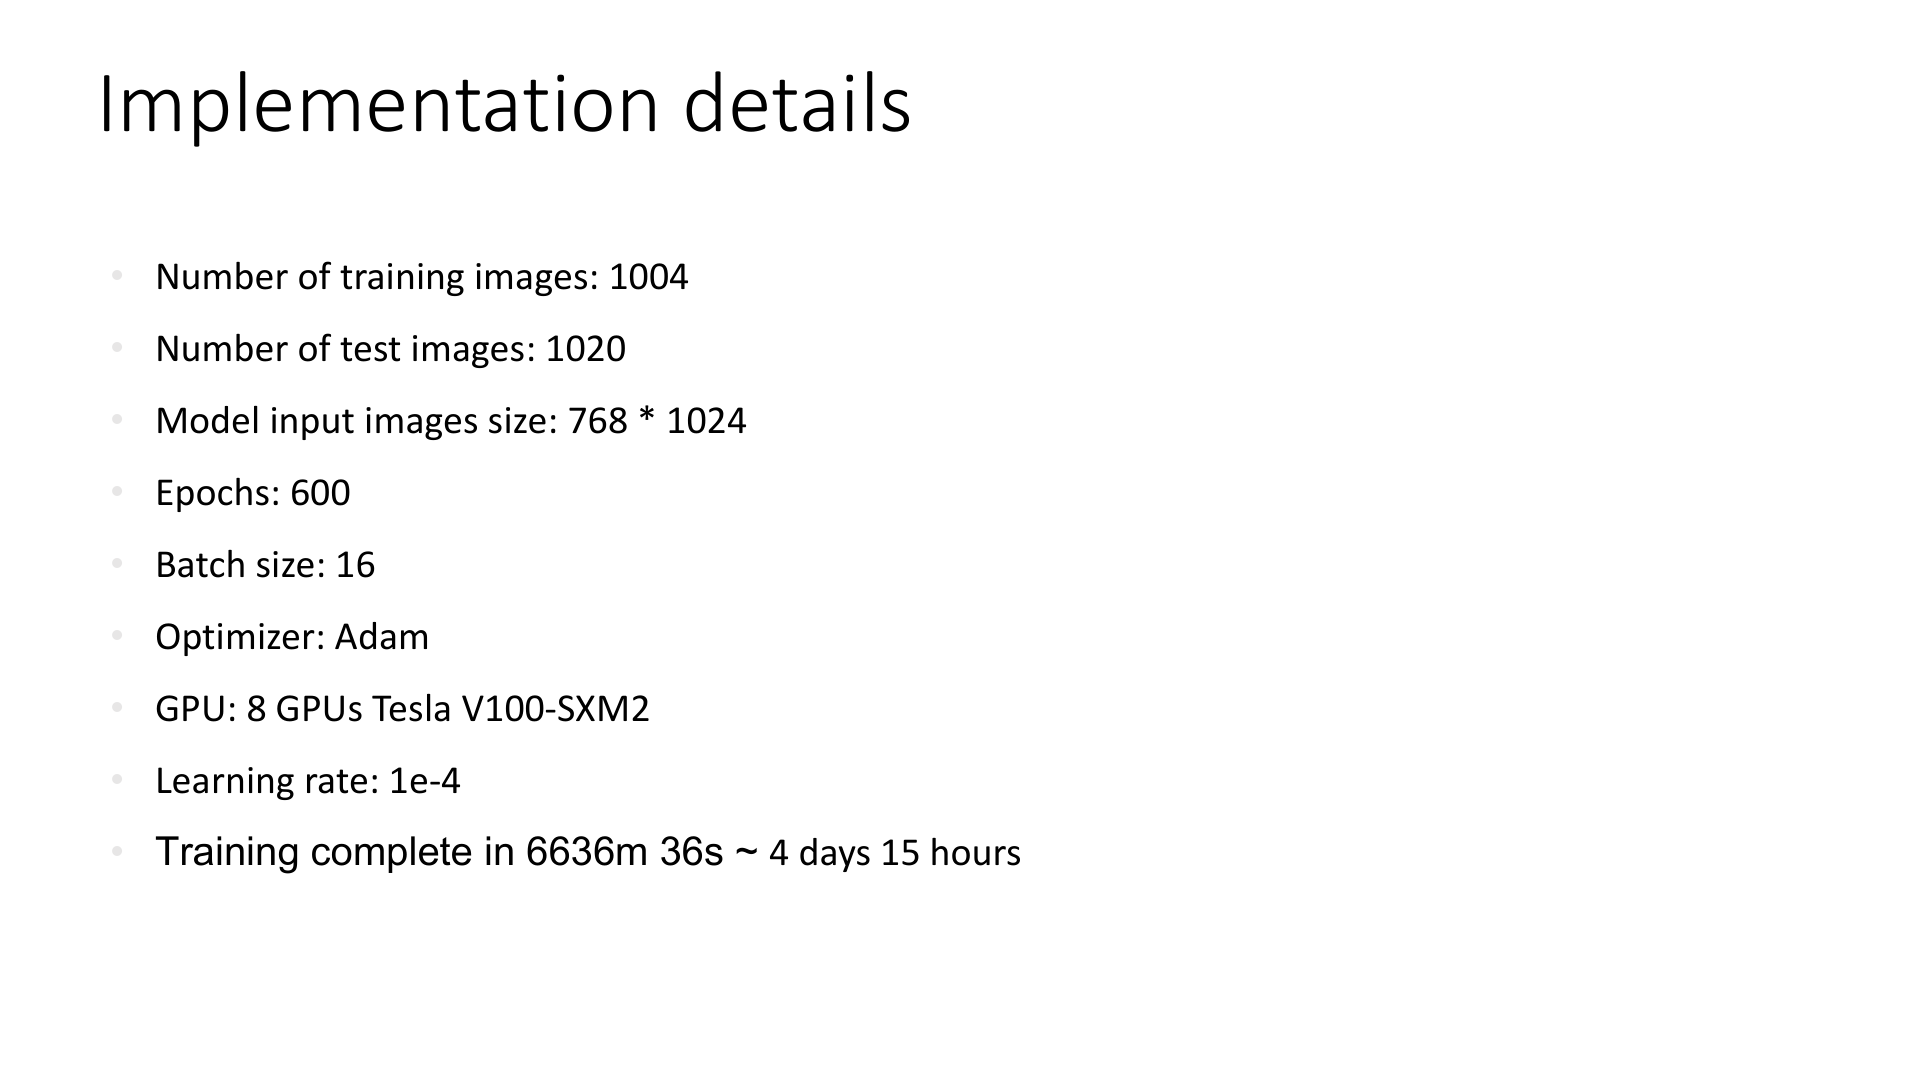 Implementation details
• Number of training images: 1004
• Number of test images: 1020
• Model input images size: 768 * 1024
• Epochs: 600
• Batch size: 16
• Optimizer: Adam
• GPU: 8 GPUs Tesla V100-SXM2
• Learning rate: 1e-4
• Training complete in 6636m 36s ~ 4 days 15 hours